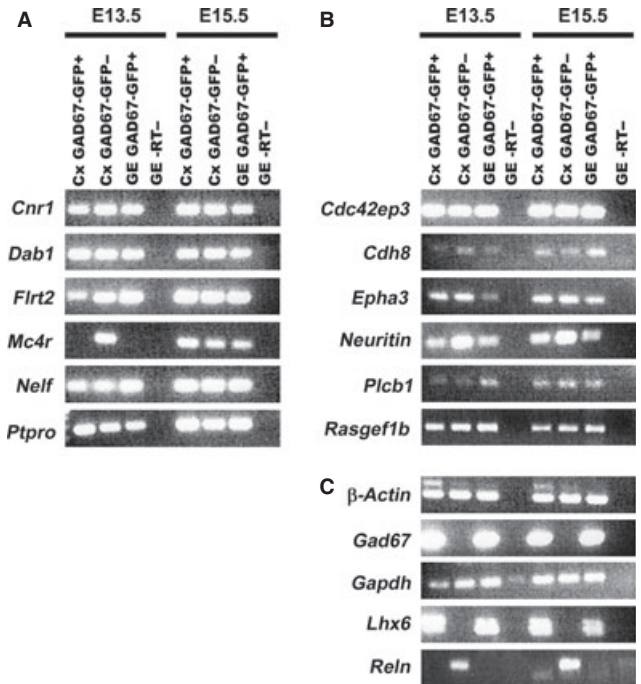 A
E13.5 E15.5
Cx GAD67-GFP+
Cx GAD67-GFP–
GE GAD67-GFP+
GE -RT–
Cx GAD67-GFP+
Cx GAD67-GFP–
GE GAD67-GFP+
GE -RT–
Cnr1
Dab1
Flrt2
Mc4r
Nelf
Ptpro
B
E13.5 E15.5
Cx GAD67-GFP+
Cx GAD67-GFP–
GE GAD67-GFP+
GE -RT–
Cx GAD67-GFP+
Cx GAD67-GFP–
GE GAD67-GFP+
GE -RT–
Cdc42ep3
Cdh8
Epha3
Neuritin
Plcb1
Rasgef1b
C
β-Actin
Gad67
Gapdh
Lhx6
Reln